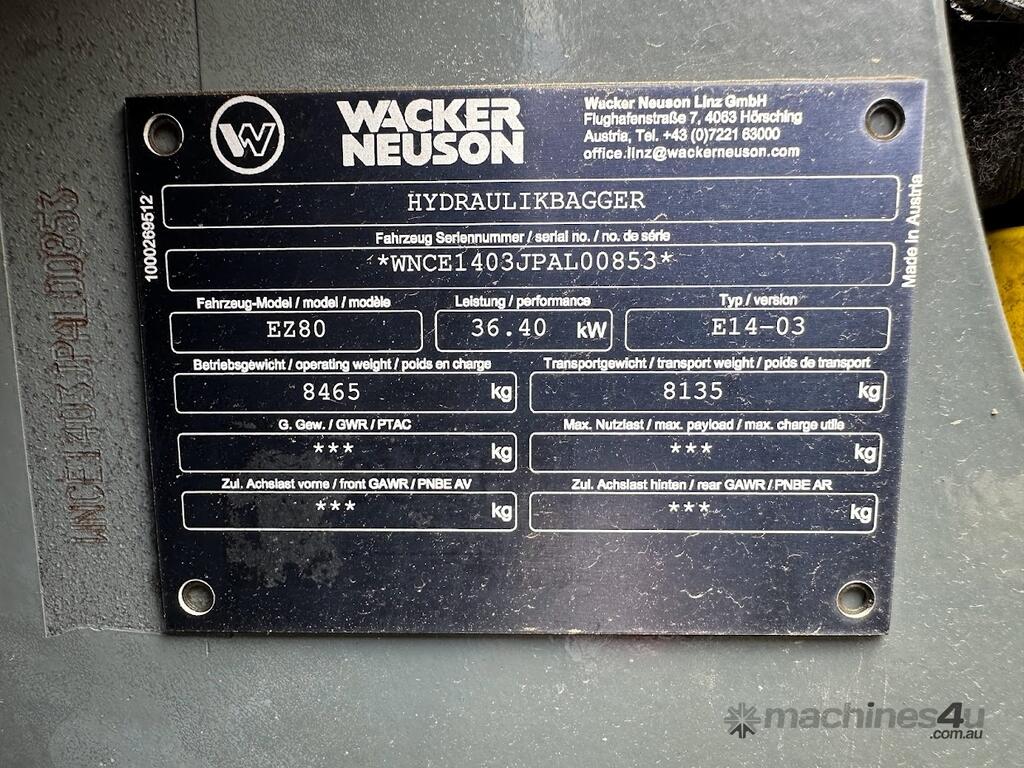 WACKER
NEUSON
Wacker Neuson Linz GmbH
Flughafenstraße 7, 4063 Hörsching
Austria, Tel. +43 (0)7221 63000
office.linz@wackerneuson.com
HYDRAULIKBAGGER
Fahrzeug Seriennummer / serial no. / no. de série
*WNCE1403JPAL00853*
Fahrzeug-Model / model / modèle
Leistung / performance
Typ / version
EZ80
36.40 kW
E14-03
Betriebsgewicht / operating weight / poids en charge
Transportgewicht / transport weight / poids de transport
8465 kg
8135 kg
G. Gew. / GWR / PTAC
Max. Nutzlast / max. payload / max. charge utile
*** kg
*** kg
Zul. Achslast vorne / front GAWR / PNBE AV
Zul. Achslast hinten / rear GAWR / PNBE AR
*** kg
*** kg
1000269512
Made in Austria
WNCE1403JPAL00853
machines4u
.com.au